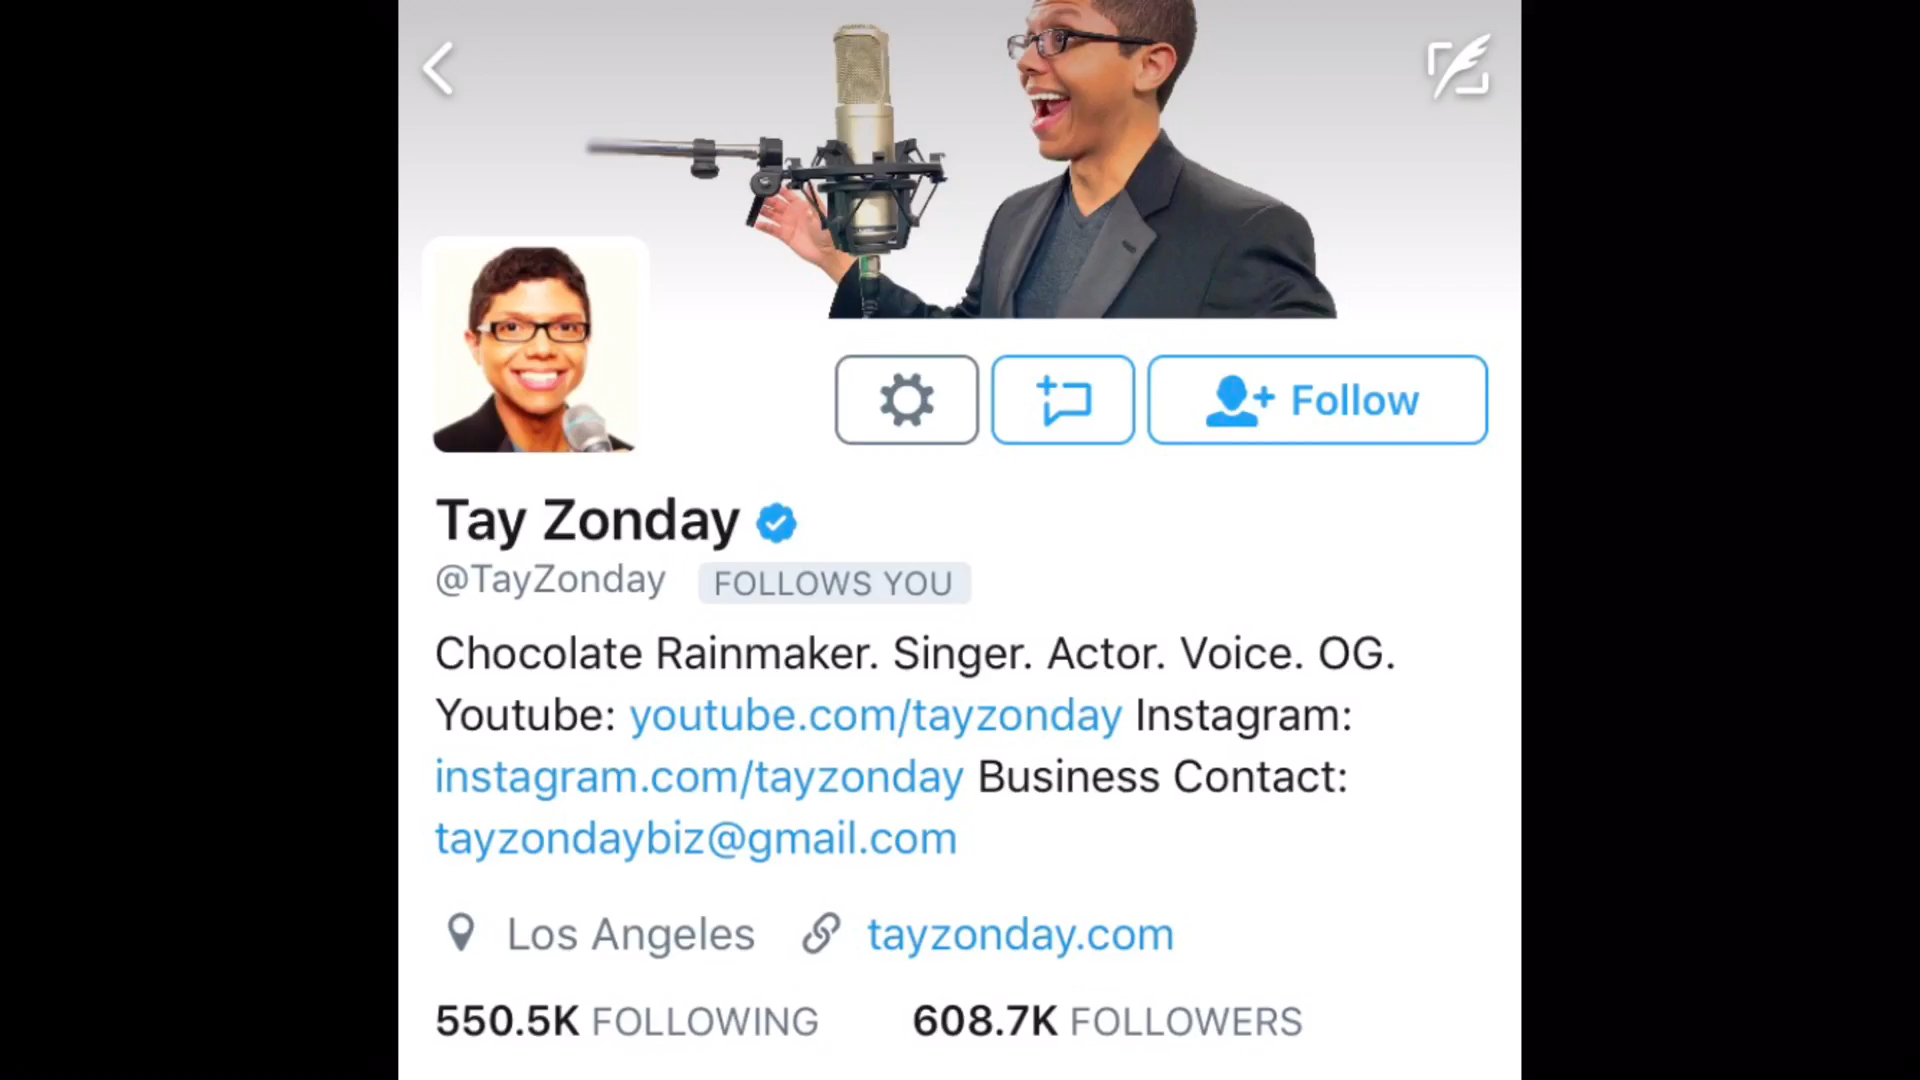 Follow
Tay Zonday
@TayZonday FOLLOWS YOU
Chocolate Rainmaker. Singer. Actor. Voice. OG.
Youtube: youtube.com/tayzonday Instagram:
instagram.com/tayzonday Business Contact:
tayzondaybiz@gmail.com
Los Angeles tayzonday.com
550.5K FOLLOWING 608.7K FOLLOWERS